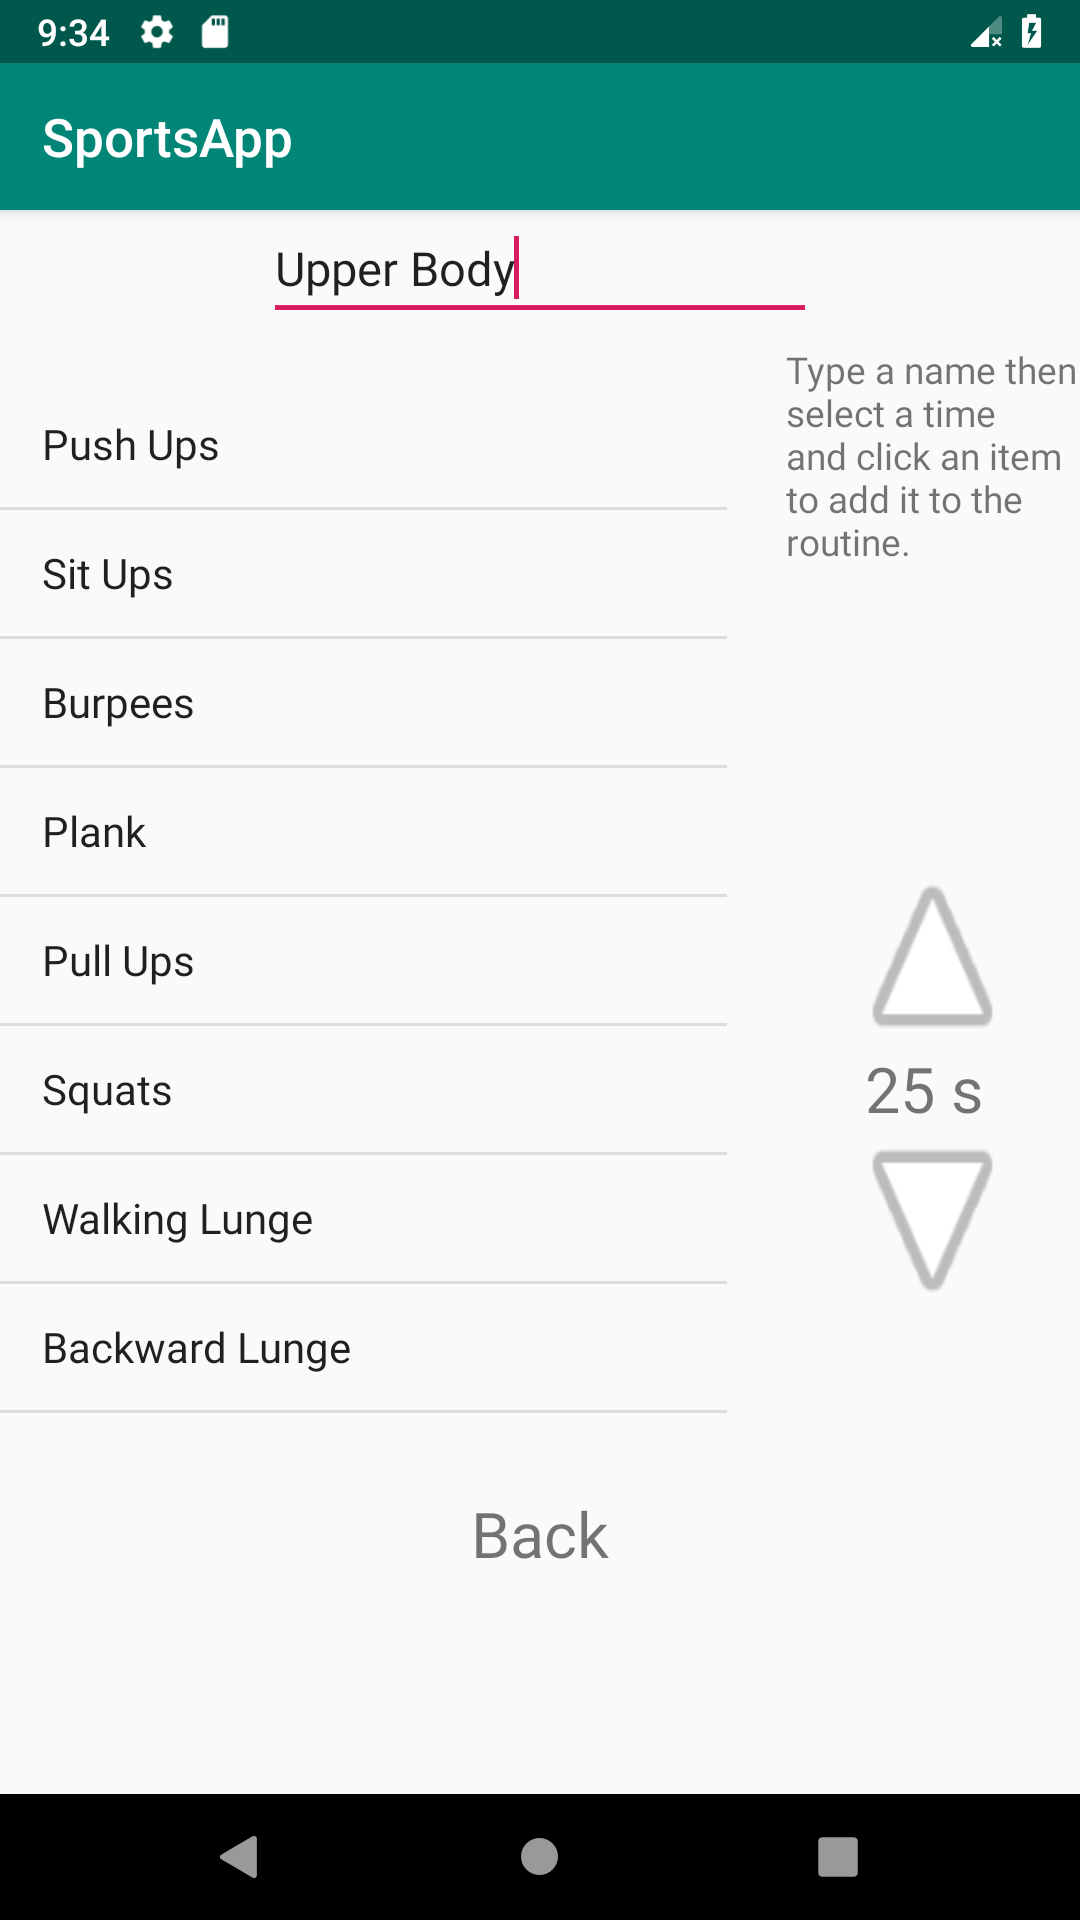 9:34
SportsApp
Upper Body
Type a name then
select a time
and click an item
to add it to the
routine.
Push Ups
Sit Ups
Burpees
Plank
Pull Ups
Squats
Walking Lunge
Backward Lunge
25 s
Back